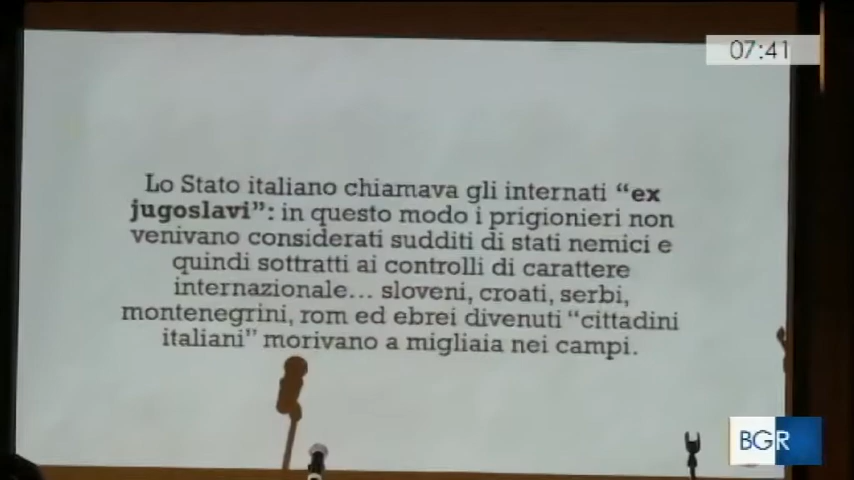 07:41
Lo Stato italiano chiamava gli internati “ex
jugoslavi”: in questo modo i prigionieri non
venivano considerati sudditi di stati nemici e
quindi sottratti ai controlli di carattere
internazionale... sloveni, croati, serbi,
montenegrini, rom ed ebrei divenuti “cittadini
italiani” morivano a migliaia nei campi.
BGR